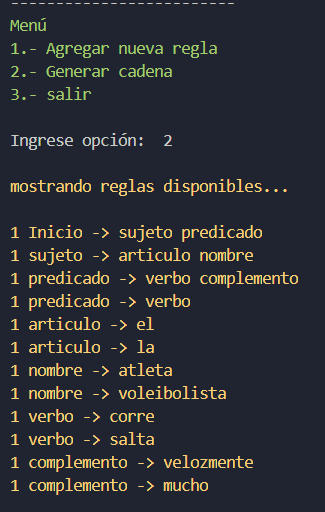 -------------------------
Menú
1.- Agregar nueva regla
2.- Generar cadena
3.- salir
Ingrese opción:  2
mostrando reglas disponibles...
1 Inicio -> sujeto predicado
1 sujeto -> articulo nombre
1 predicado -> verbo complemento
1 predicado -> verbo
1 articulo -> el
1 articulo -> la
1 nombre -> atleta
1 nombre -> voleibolista
1 verbo -> corre
1 verbo -> salta
1 complemento -> velozmente
1 complemento -> mucho